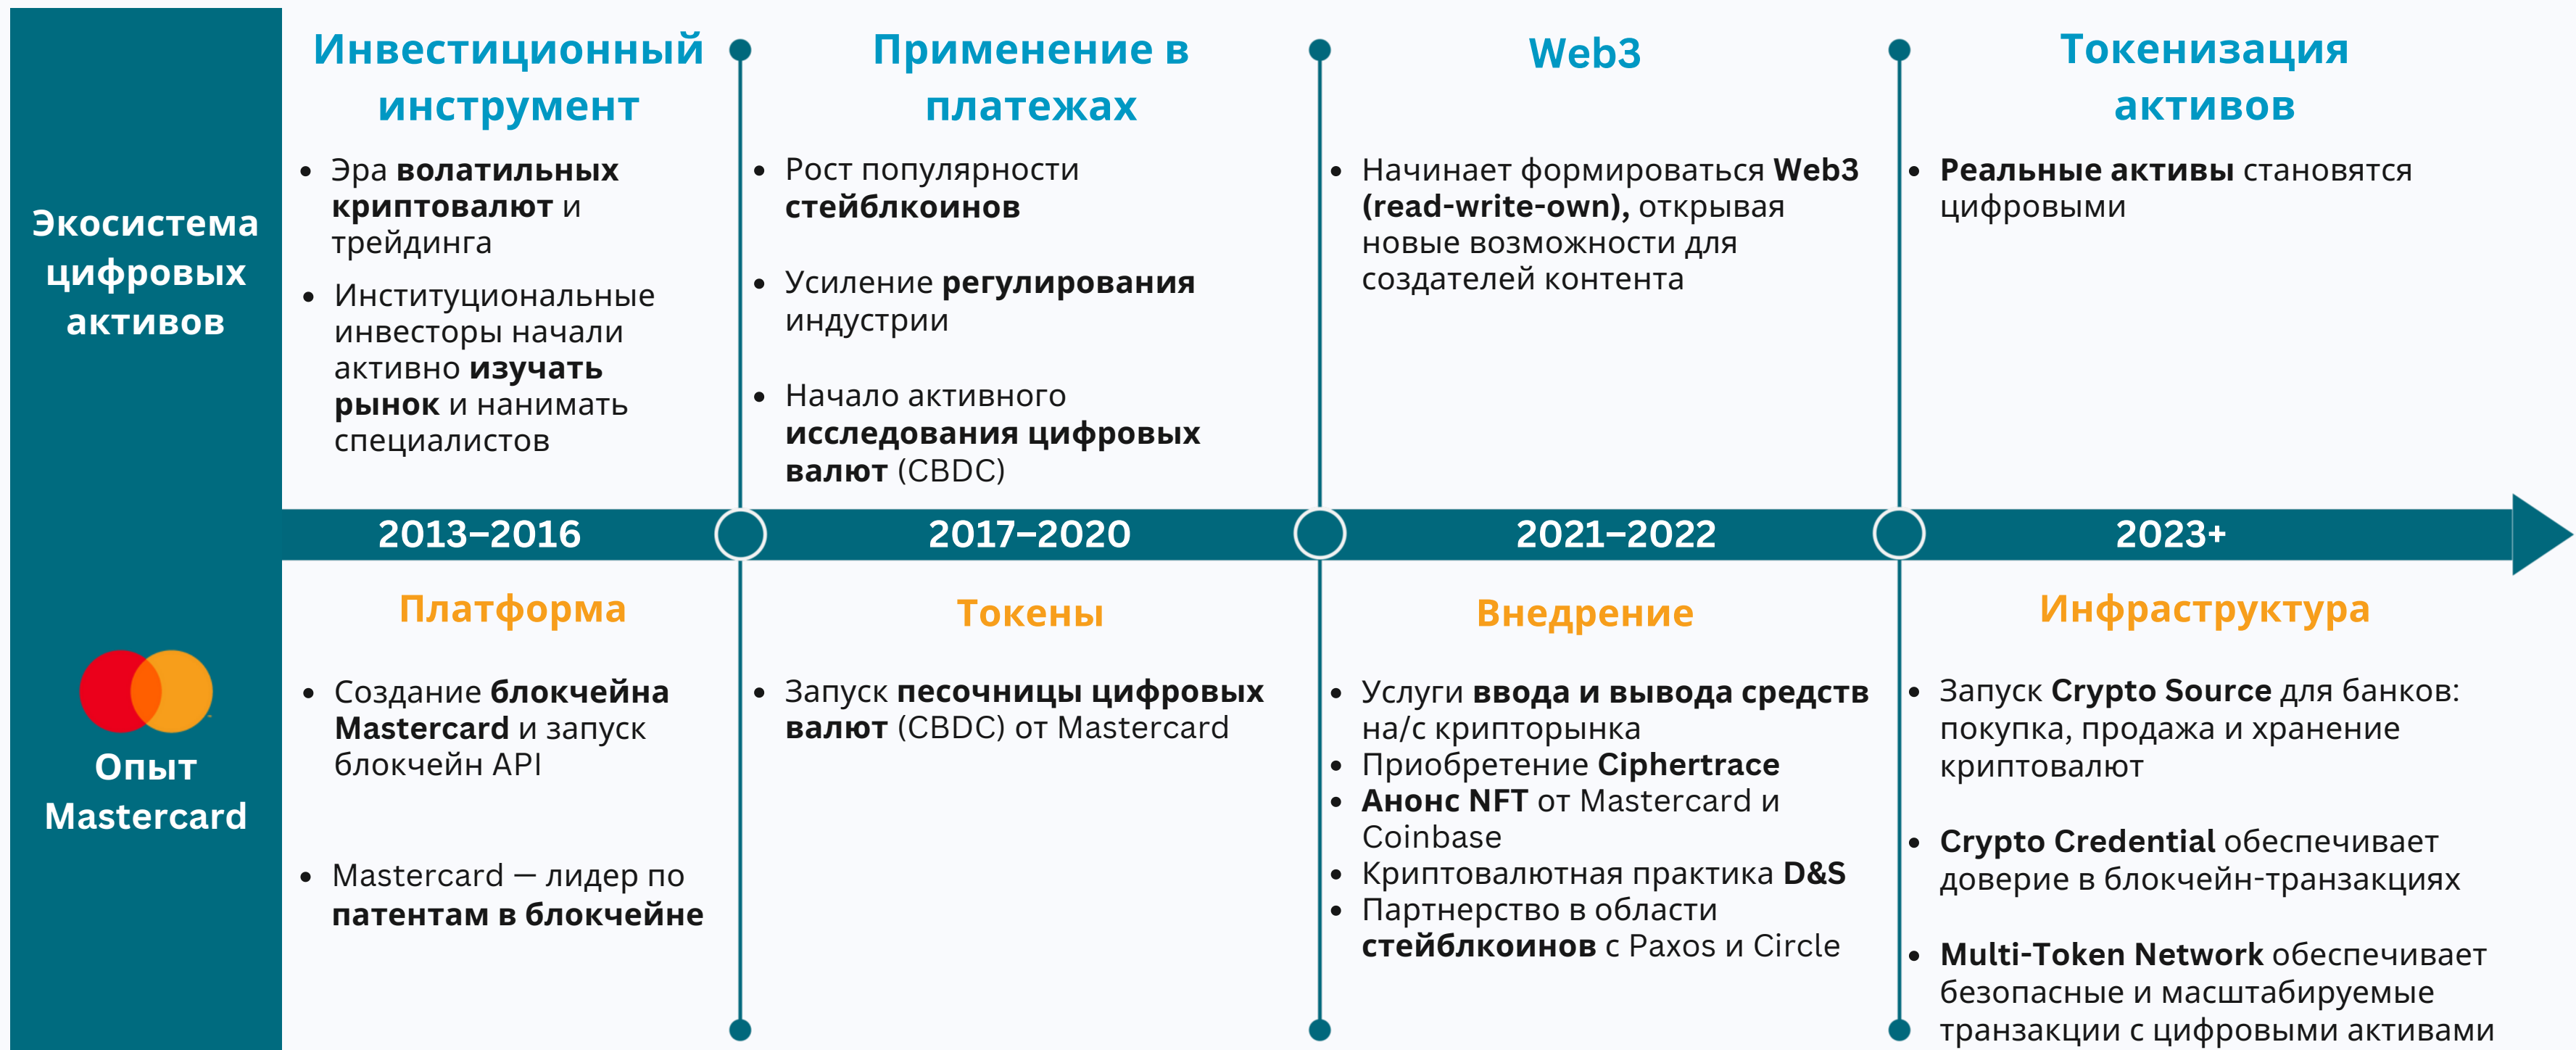 Экосистема
цифровых
активов
Инвестиционный
инструмент
• Эра волатильных
криптовалют и
трейдинга
• Институциональные
инвесторы начали
активно изучать
рынок и нанимать
специалистов
Применение в
платежах
• Рост популярности
стейблкоинов
• Усиление регулирования
индустрии
• Начало активного
исследования цифровых
валют (CBDC)
Web3
• Начинает формироваться Web3
(read-write-own), открывая
новые возможности для
создателей контента
Токенизация
активов
• Реальные активы становятся
цифровыми
2013–2016
2017–2020
2021–2022
2023+
Опыт
Mastercard
Платформа
• Создание блокчейна
Mastercard и запуск
блокчейн API
• Mastercard — лидер по
патентам в блокчейне
Токены
• Запуск песочницы цифровых
валют (CBDC) от Mastercard
Внедрение
• Услуги ввода и вывода средств
на/с крипторынка
• Приобретение Ciphertrace
• Анонс NFT от Mastercard и
Coinbase
• Криптовалютная практика D&S
• Партнерство в области
стейблкоинов с Paxos и Circle
Инфраструктура
• Запуск Crypto Source для банков:
покупка, продажа и хранение
криптовалют
• Crypto Credential обеспечивает
доверие в блокчейн-транзакциях
• Multi-Token Network обеспечивает
безопасные и масштабируемые
транзакции с цифровыми активами